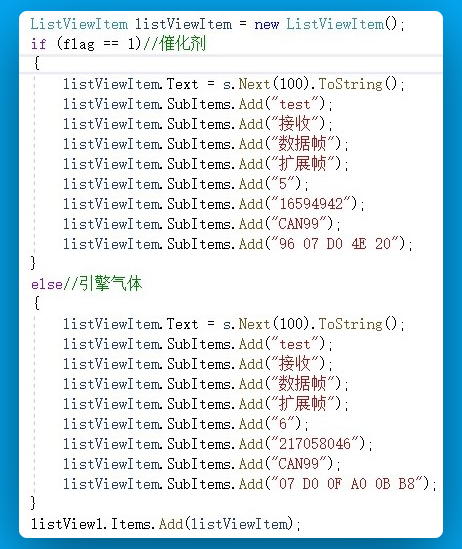 ListViewItem listViewItem = new ListViewItem();
if (flag == 1)//催化剂
{
listViewItem.Text = s.Next(100).ToString();
listViewItem.SubItems.Add("test");
listViewItem.SubItems.Add("接收");
listViewItem.SubItems.Add("数据帧");
listViewItem.SubItems.Add("扩展帧");
listViewItem.SubItems.Add("5");
listViewItem.SubItems.Add("16594942");
listViewItem.SubItems.Add("CAN99");
listViewItem.SubItems.Add("96 07 D0 4E 20");
}
else//引擎气体
{
listViewItem.Text = s.Next(100).ToString();
listViewItem.SubItems.Add("test");
listViewItem.SubItems.Add("接收");
listViewItem.SubItems.Add("数据帧");
listViewItem.SubItems.Add("扩展帧");
listViewItem.SubItems.Add("6");
listViewItem.SubItems.Add("217058046");
listViewItem.SubItems.Add("CAN99");
listViewItem.SubItems.Add("07 D0 0F A0 0B B8");
}
listView1.Items.Add(listViewItem);